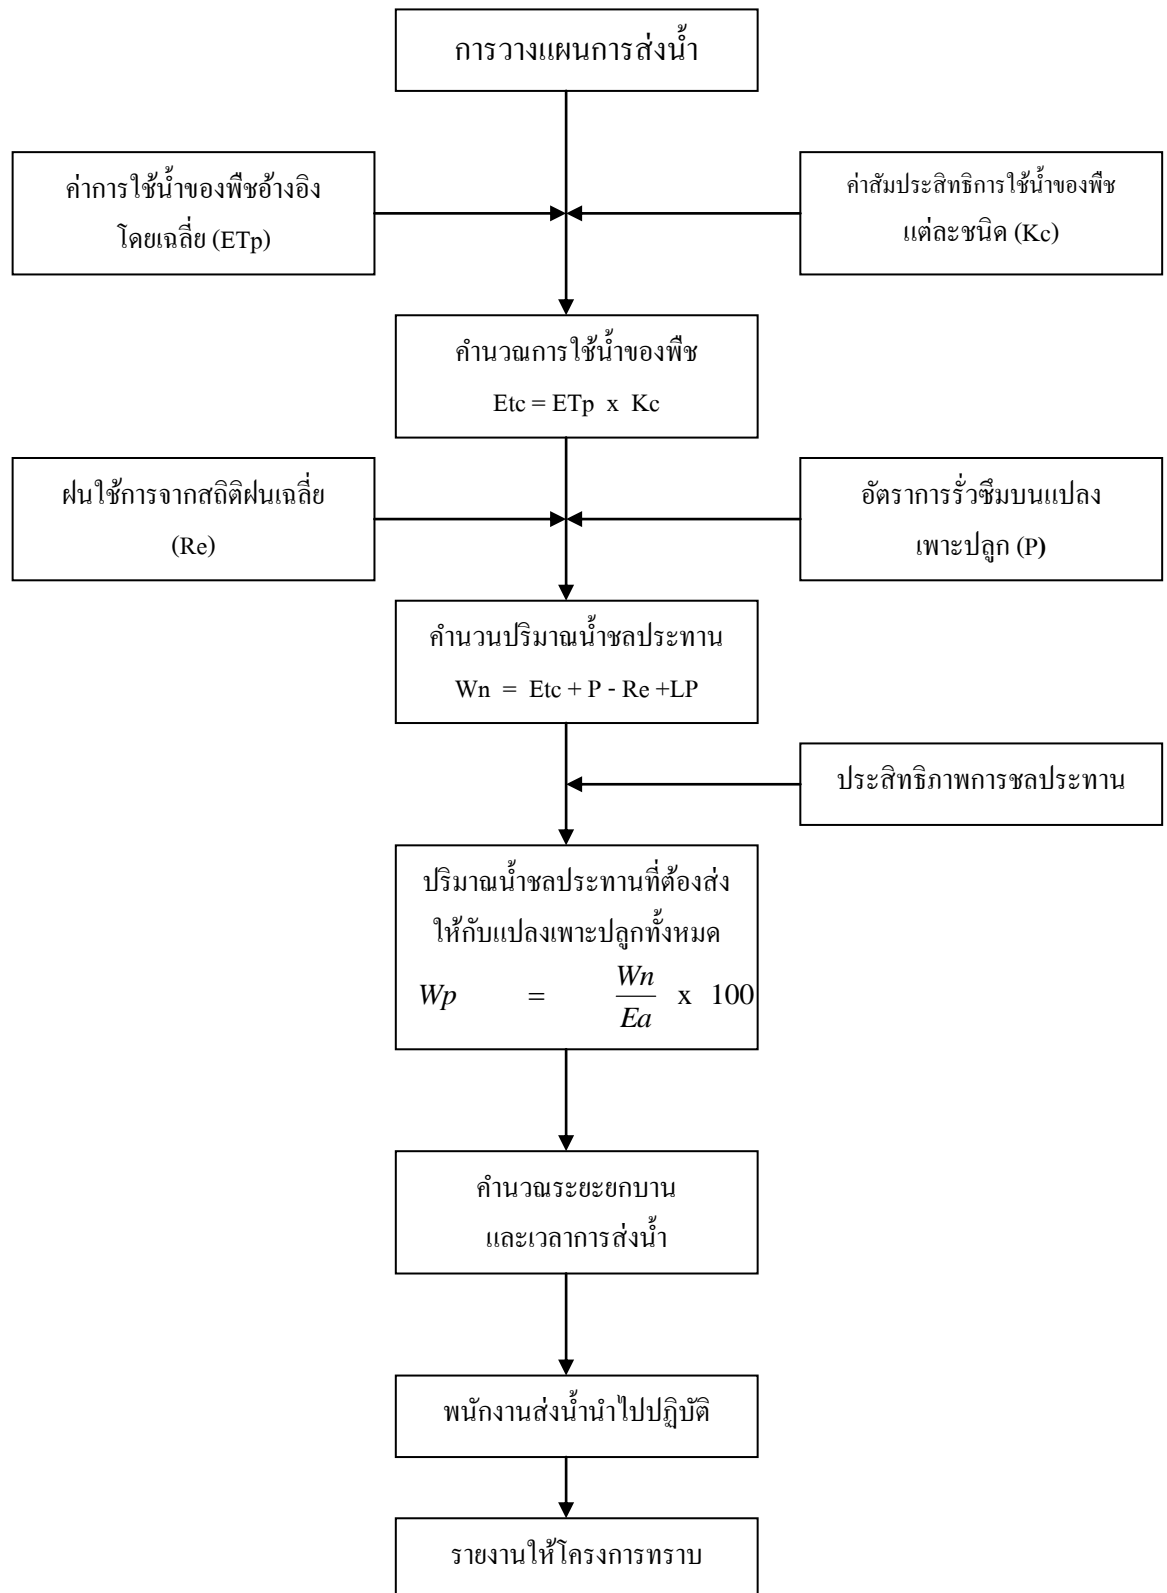 การวางแผนการส่งน้ำ
ค่าการใช้น้ำของพืชอ้างอิง
โดยเฉลี่ย (ETp)
ค่าสัมประสิทธิการใช้น้ำของพืช
แต่ละชนิด (Kc)
คำนวณการใช้น้ำของพืช
Etc = ETp x Kc
ฝนใช้การจากสถิติฝนเฉลี่ย
(Re)
อัตราการรั่วซึมบนแปลง
เพาะปลูก (P)
คำนวนปริมาณน้ำชลประทาน
Wn = Etc + P - Re +LP
ประสิทธิภาพการชลประทาน
ปริมาณน้ำชลประทานที่ต้องส่ง
ให้กับแปลงเพาะปลูกทั้งหมด
Wp = Wn/Ea x 100
คำนวณระยะยกบาน
และเวลาการส่งน้ำ
พนักงานส่งน้ำนำไปปฏิบัติ
รายงานให้โครงการทราบ